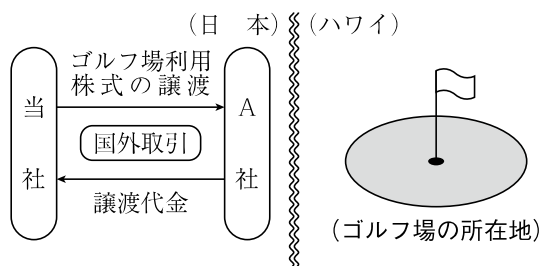 (日　本)
(ハワイ)
ゴルフ場利用
株式の譲渡
当社
A社
国外取引
譲渡代金
(ゴルフ場の所在地)